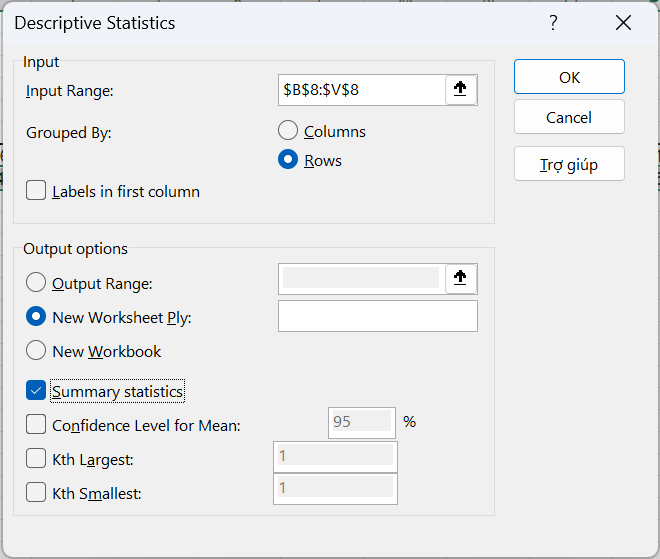 Descriptive Statistics
?
Input
Input Range:
$B$8:$V$8
OK
Grouped By:
Columns
Cancel
Rows
Trợ giúp
Labels in first column
Output options
Output Range:
New Worksheet Ply:
New Workbook
Summary statistics
Confidence Level for Mean:
95
%
Kth Largest:
1
Kth Smallest:
1